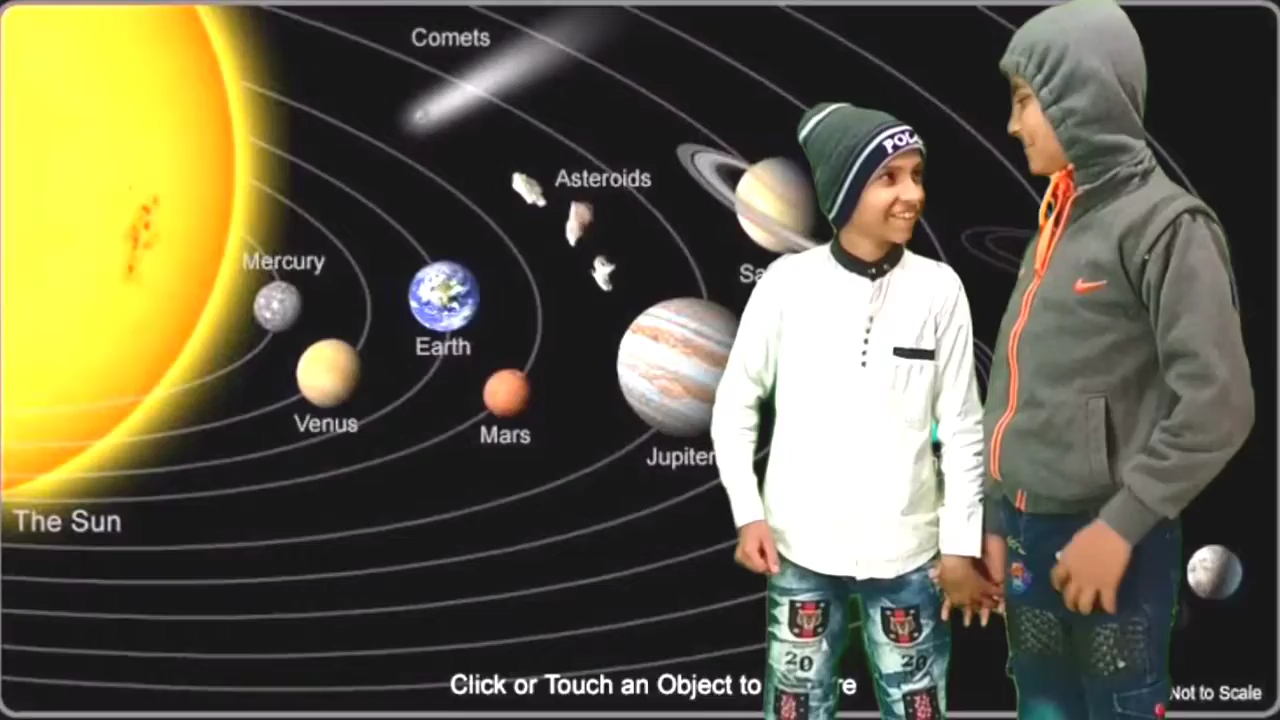 Comets
Asteroids
Mercury
Earth
Venus
Mars
Jupiter
The Sun
POL
20
20
Click or Touch an Object to
Not to Scale